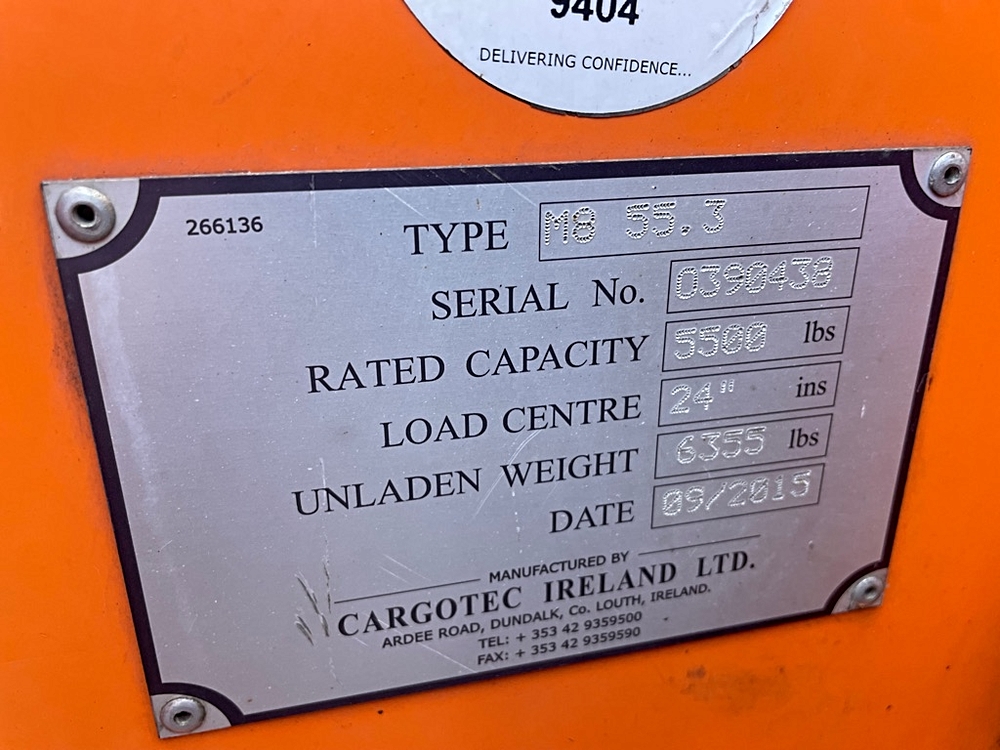 9404
DELIVERING CONFIDENCE...
266136
TYPE M8 55.3
SERIAL No. 0390438
RATED CAPACITY 5500 lbs
LOAD CENTRE 24" ins
UNLADEN WEIGHT 6355 lbs
DATE 09/2015
MANUFACTURED BY
CARGOTEC IRELAND LTD.
ARDEE ROAD, DUNDALK, Co. LOUTH, IRELAND.
TEL: + 353 42 9359500
FAX: + 353 42 9359590